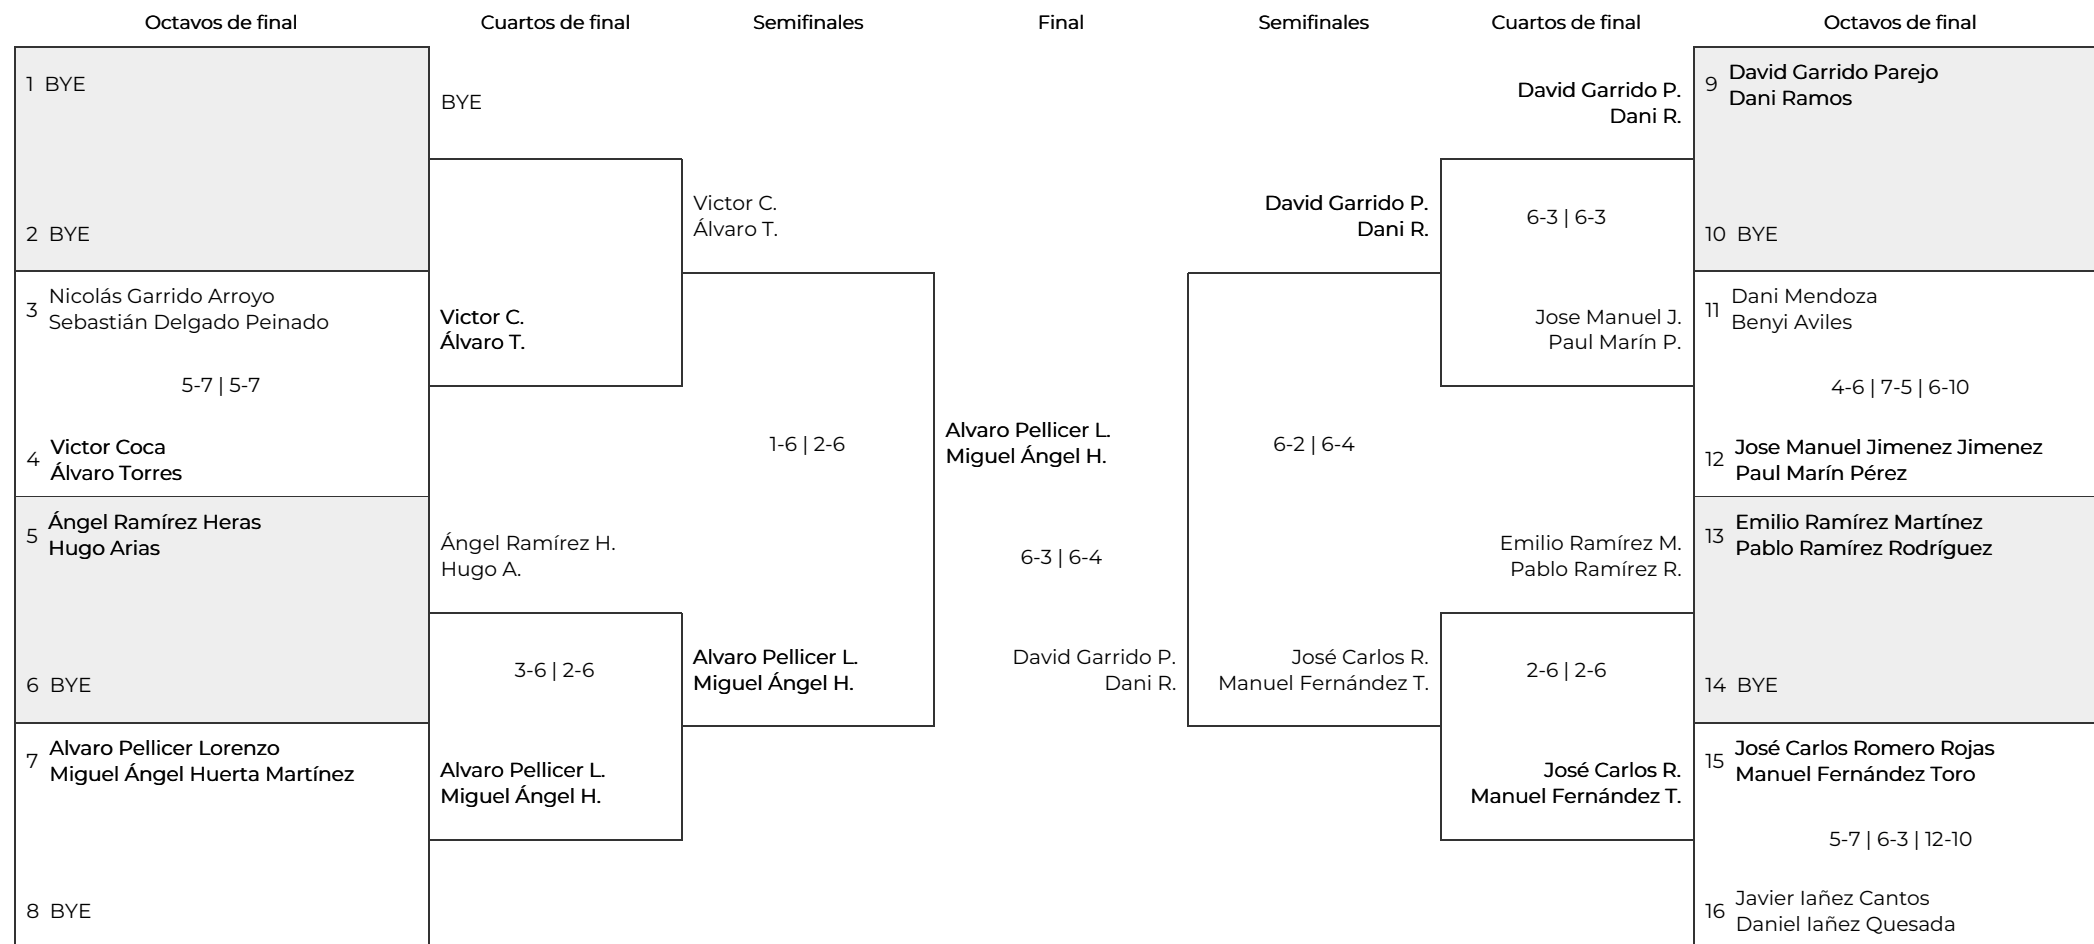 Octavos de final
Cuartos de final
Semifinales
Final
Semifinales
Cuartos de final
Octavos de final
1 BYE
2 BYE
3 Nicolás Garrido Arroyo
Sebastián Delgado Peinado
5-7 | 5-7
4 Victor Coca
Álvaro Torres
5 Ángel Ramírez Heras
Hugo Arias
6 BYE
7 Alvaro Pellicer Lorenzo
Miguel Ángel Huerta Martínez
8 BYE
BYE
Victor C.
Álvaro T.
Ángel Ramírez H.
Hugo A.
3-6 | 2-6
Alvaro Pellicer L.
Miguel Ángel H.
Victor C.
Álvaro T.
1-6 | 2-6
Alvaro Pellicer L.
Miguel Ángel H.
Alvaro Pellicer L.
Miguel Ángel H.
6-3 | 6-4
David Garrido P.
Dani R.
David Garrido P.
Dani R.
6-2 | 6-4
José Carlos R.
Manuel Fernández T.
David Garrido P.
Dani R.
6-3 | 6-3
Jose Manuel J.
Paul Marín P.
Emilio Ramírez M.
Pablo Ramírez R.
2-6 | 2-6
José Carlos R.
Manuel Fernández T.
9 David Garrido Parejo
Dani Ramos
10 BYE
11 Dani Mendoza
Benyi Aviles
4-6 | 7-5 | 6-10
12 Jose Manuel Jimenez Jimenez
Paul Marín Pérez
13 Emilio Ramírez Martínez
Pablo Ramírez Rodríguez
14 BYE
15 José Carlos Romero Rojas
Manuel Fernández Toro
5-7 | 6-3 | 12-10
16 Javier Iañez Cantos
Daniel Iañez Quesada